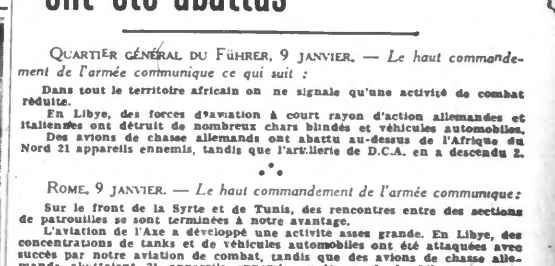 ont été abattus
QUARTIER GÉNÉRAL DU FÜHRER, 9 JANVIER. — Le haut commande-
ment de l'armée communique ce qui suit :
Dans tout le territoire africain on ne signale qu'une activité de combat
réduite.
En Libye, des forces d'aviation à court rayon d'action allemandes et
italiennes ont détruit de nombreux chars blindés et véhicules automobiles.
Des avions de chasse allemands ont abattu au-dessus de l'Afrique du
Nord 21 appareils ennemis, tandis que l'artillerie de D.C.A. en a descendu 2.
ROME, 9 JANVIER. — Le haut commandement de l'armée communique:
Sur le front de la Syrte et de Tunis, des rencontres entre des sections
de patrouilles se sont terminées à notre avantage.
L'aviation de l'Axe a développé une activité asses grande. En Libye, des
concentrations de tanks et de véhicules automobiles ont été attaquées avec
succès par notre aviation de combat, tandis que des avions de chasse alle-
mands abattaient 21 appareils